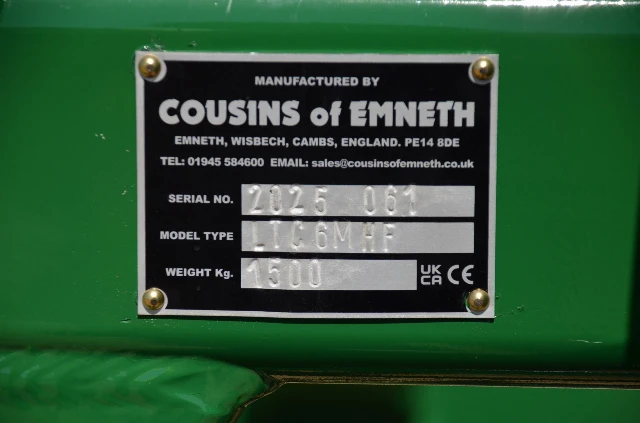 MANUFACTURED BY
COUSINS of EMNETH
EMNETH, WISBECH, CAMBS, ENGLAND. PE14 8DE
TEL: 01945 584600 EMAIL: sales@cousinsofemneth.co.uk
SERIAL NO. 2025 061
MODEL TYPE LTC6MHF
WEIGHT Kg. 1500 UK CA CE